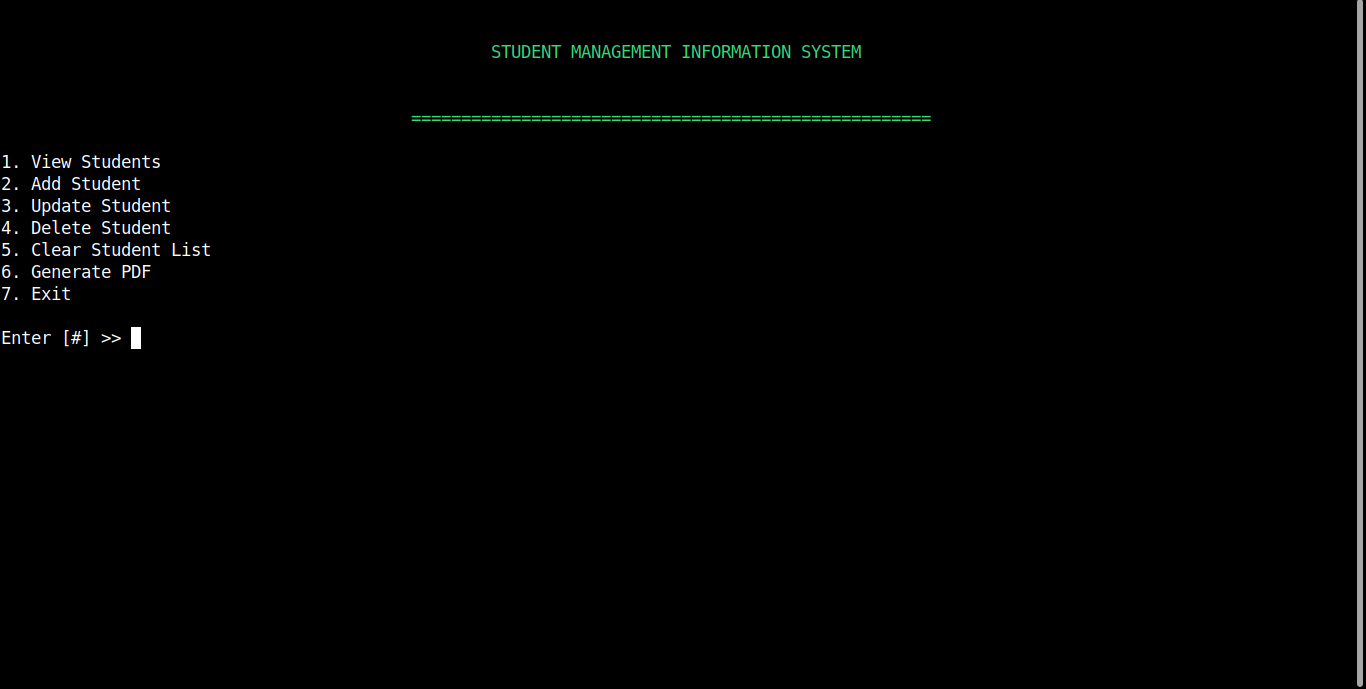 STUDENT MANAGEMENT INFORMATION SYSTEM
====================================================
1. View Students
2. Add Student
3. Update Student
4. Delete Student
5. Clear Student List
6. Generate PDF
7. Exit
Enter [#] >>